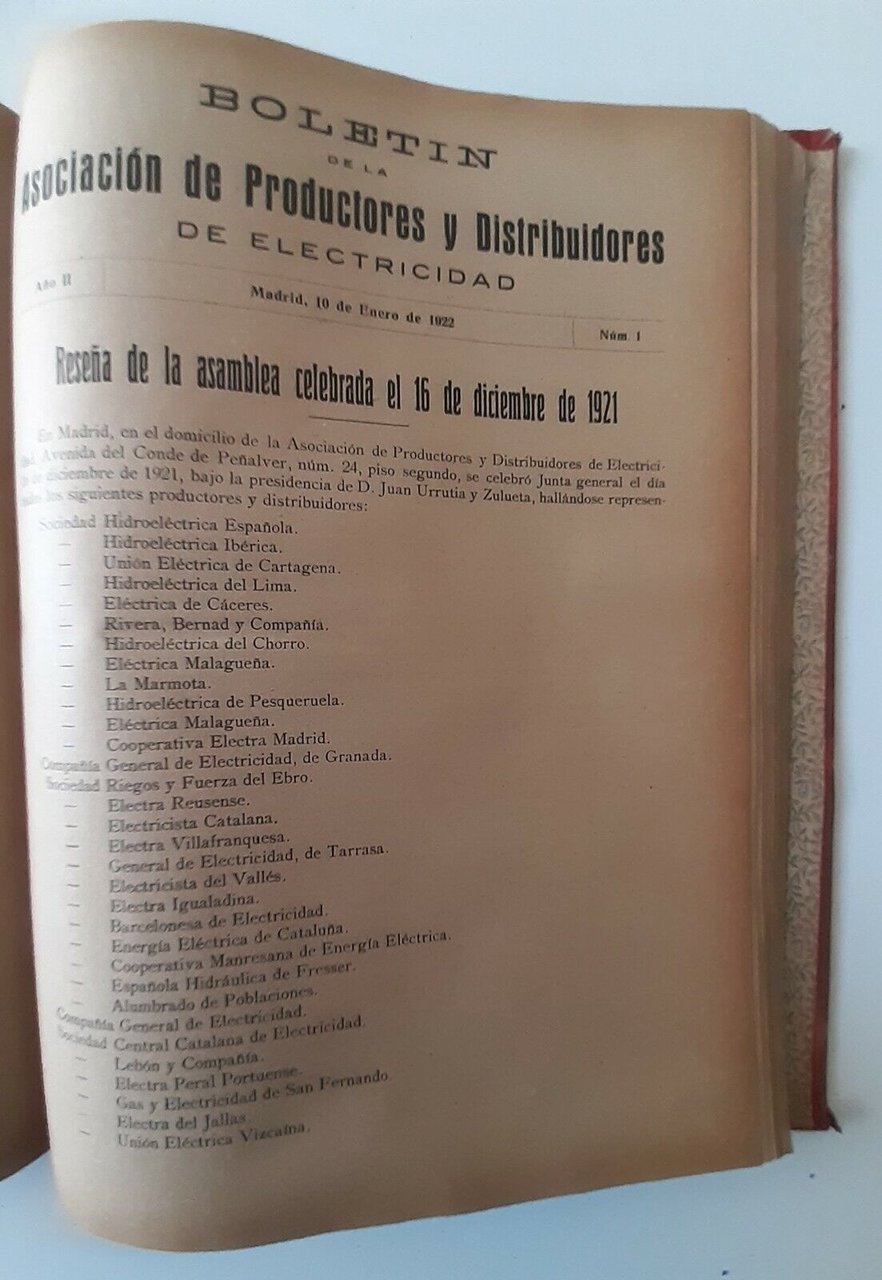 BOLETIN
DE LA
Asociación de Productores y Distribuidores
DE ELECTRICIDAD
Año II
Madrid, 10 de Enero de 1922
Núm. 1
Reseña de la asamblea celebrada el 16 de diciembre de 1921
En Madrid, en el domicilio de la Asociación de Productores y Distribuidores de Electrici-
dad, Avenida del Conde de Peñalver, núm. 24, piso segundo, se celebró Junta general el día
de diciembre de 1921, bajo la presidencia de D. Juan Urrutia y Zulueta, hallándose represen-
los siguientes productores y distribuidores:
Sociedad Hidroeléctrica Española.
— Hidroeléctrica Ibérica.
— Unión Eléctrica de Cartagena.
— Hidroeléctrica del Lima.
— Eléctrica de Cáceres.
— Rivera, Bernad y Compañía.
— Hidroeléctrica del Chorro.
— Eléctrica Malagueña.
— La Marmota.
— Hidroeléctrica de Pesqueruela.
— Eléctrica Malagueña.
— Cooperativa Electra Madrid.
Compañía General de Electricidad, de Granada.
Sociedad Riegos y Fuerza del Ebro.
— Electra Reusense.
— Electricista Catalana.
— Electra Villafranquesa.
— General de Electricidad, de Tarrasa.
— Electricista del Vallés.
— Electra Igualadina.
— Barcelonesa de Electricidad.
— Energía Eléctrica de Cataluña.
— Cooperativa Manresana de Energía Eléctrica.
— Española Hidráulica de Fresser.
— Alumbrado de Poblaciones.
Compañía General de Electricidad.
Sociedad Central Catalana de Electricidad.
— Lebón y Compañía.
— Electra Peral Portuense.
— Gas y Electricidad de San Fernando.
— Electra del Jallas.
— Unión Eléctrica Vizcaína.